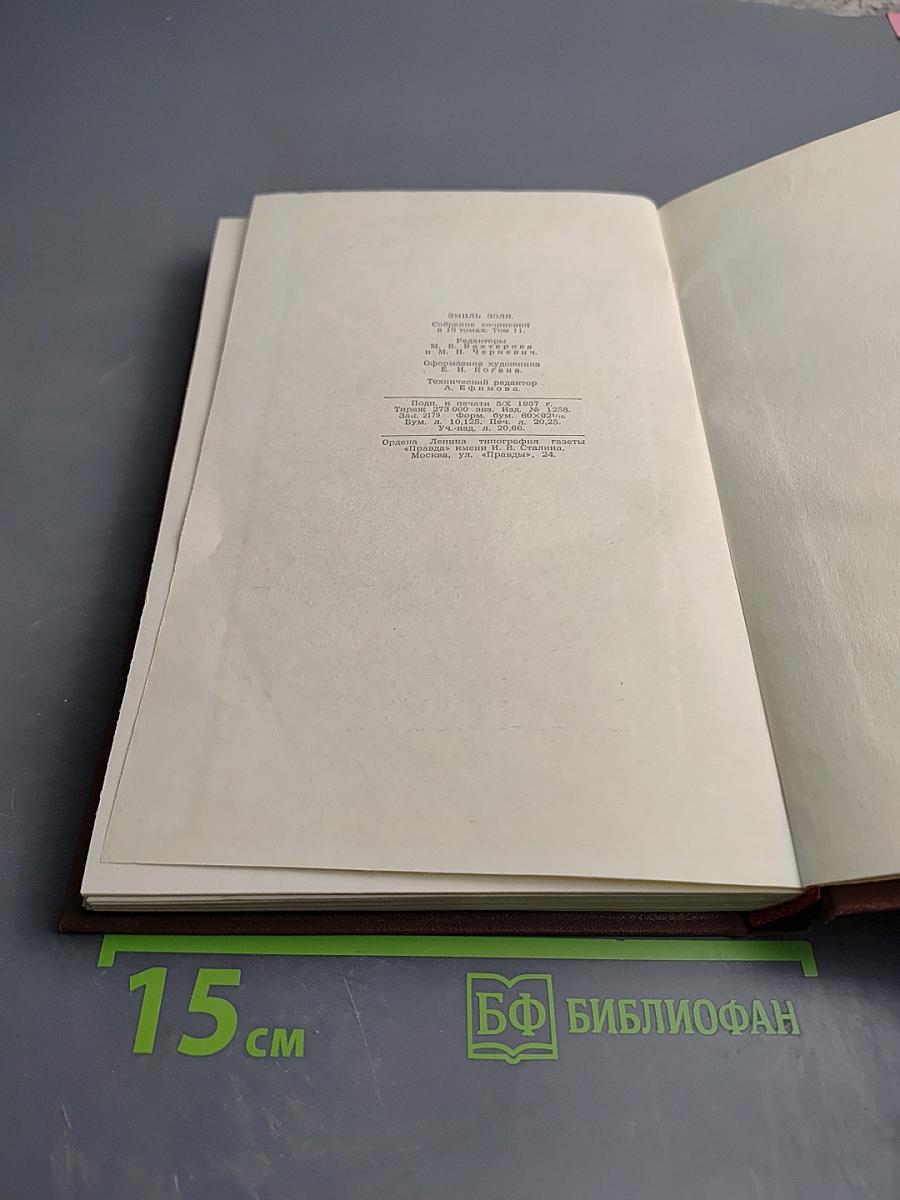 ЭМИЛЬ ЗОЛЯ.
Собрание сочинений
в 18 томах. Том 11.
Редакторы
М. В. Вахтерова
и М. Н. Черневич.
Оформление художника
Е. И. Когана.
Технический редактор
А. Ефимова.
Подп. к печати 5/X 1957 г.
Тираж 273 000 экз. Изд. № 1258.
Зак. 2179 Форм. бум. 60×92 1/16.
Бум. л. 10,125. Печ. л. 20,25.
Уч.-изд. л. 20,66.
Ордена Ленина типография газеты
«Правда» имени И. В. Сталина.
Москва, ул. «Правды», 24.
15 см
БФ БИБЛИОФАН